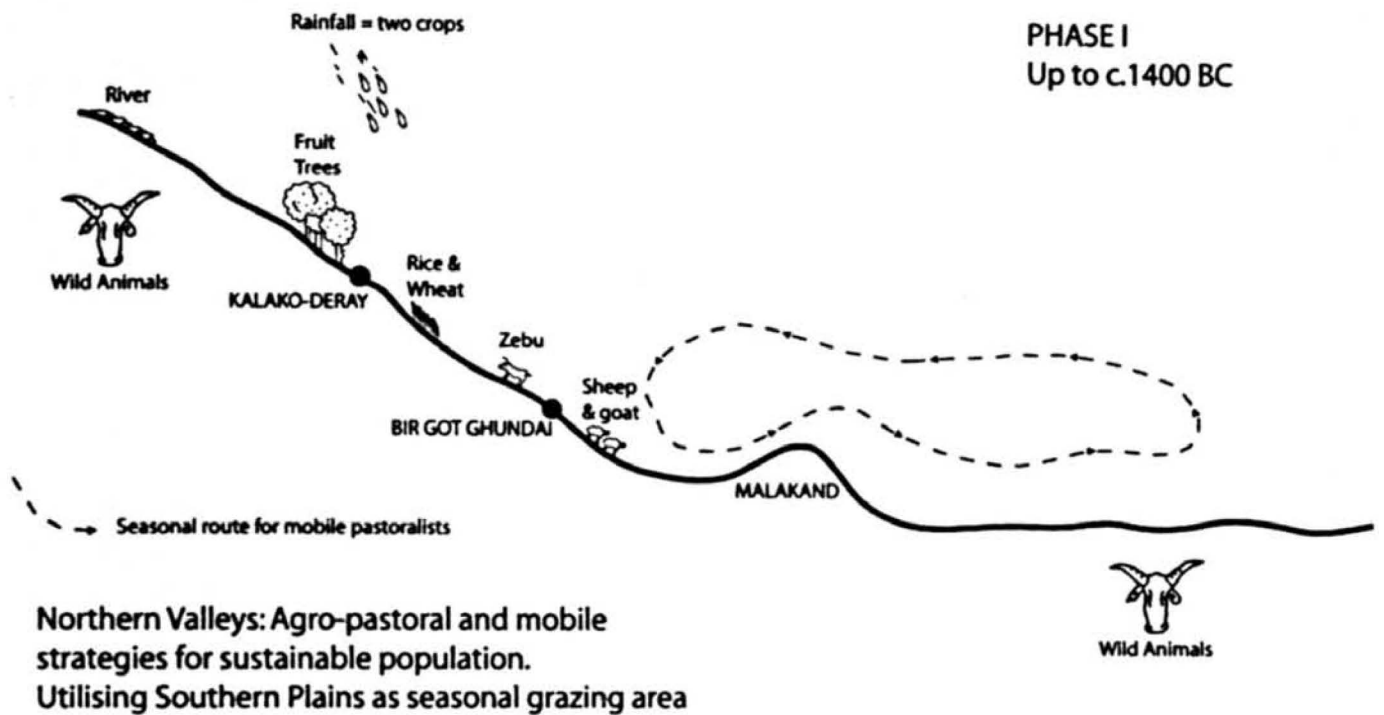 Rainfall = two crops
PHASE I
Up to c.1400 BC
River
Fruit
Trees
Wild Animals
KALAKO-DERAY
Rice &
Wheat
Zebu
Sheep
& goat
BIR GOT GHUNDAI
MALAKAND
Seasonal route for mobile pastoralists
Wild Animals
Northern Valleys: Agro-pastoral and mobile
strategies for sustainable population.
Utilising Southern Plains as seasonal grazing area